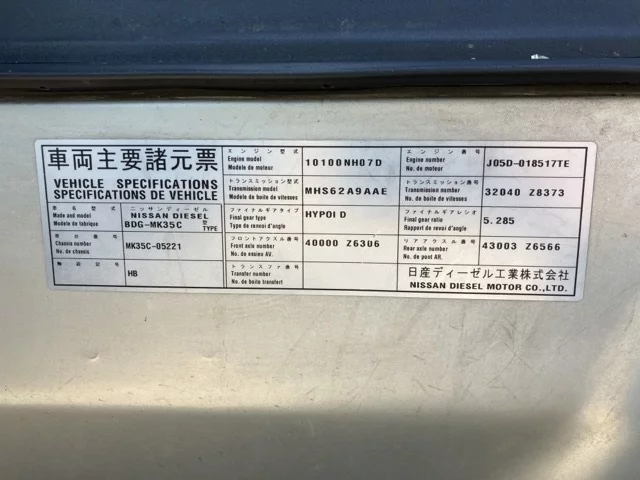 車両主要諸元票
VEHICLE SPECIFICATIONS
SPECIFICATIONS DE VEHICLE
車名型式
Made and model
Modele de fabrique
ニッサンディーゼル
NISSAN DIESEL
BDG-MK35C 型 TYPE
車台番号
Chassis number
No. de chassis
MK35C-05221
HB
エンジン型式
Engine model
Modele de moteur
10100NH07D
エンジン番号
Engine number
No. de moteur
J05D-018517TE
トランスミッション型式
Transmission model
Modele de boite de vitesses
MHS62A9AAE
トランスミッション番号
Transmission number
No. de boite de vitesses
32040 Z8373
ファイナルギアタイプ
Final gear type
Type de renvoi d'angle
HYPOID
ファイナルギアレシオ
Final gear ratio
Rapport de renvoi d'angle
5.285
フロントアクスル番号
Front axle number
No. de essieu AV.
40000 Z6306
リアアクスル番号
Rear axle number
No. de pont AR.
43003 Z6566
トランスファ番号
Transfer number
No. de boite transfert
日産ディーゼル工業株式会社
NISSAN DIESEL MOTOR CO.,LTD.